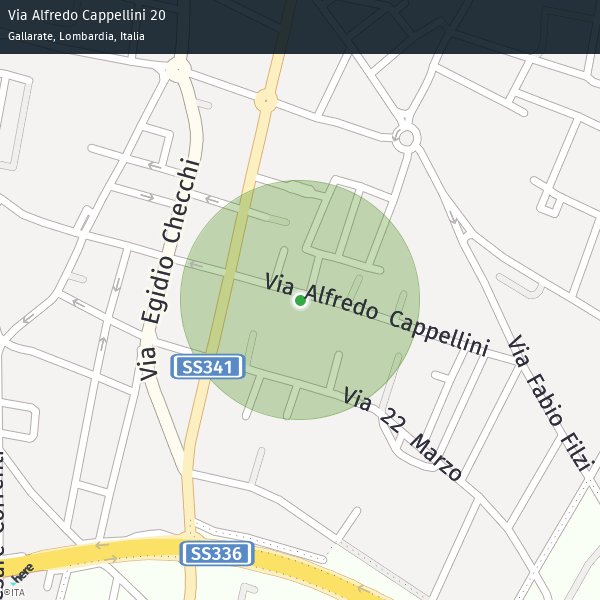 Via Alfredo Cappellini 20
Gallarate, Lombardia, Italia
Via Egidio Checchi
Via Alfredo Cappellini
Via Fabio Filzi
SS341
Via 22 Marzo
SS336
here
©ITA